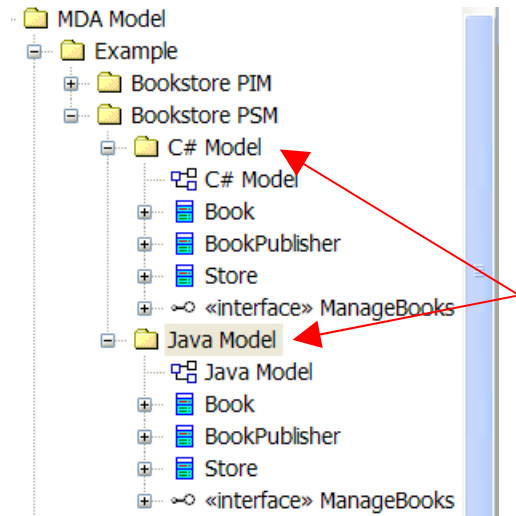 MDA Model
Example
Bookstore PIM
Bookstore PSM
C# Model
C# Model
Book
BookPublisher
Store
«interface» ManageBooks
Java Model
Java Model
Book
BookPublisher
Store
«interface» ManageBooks